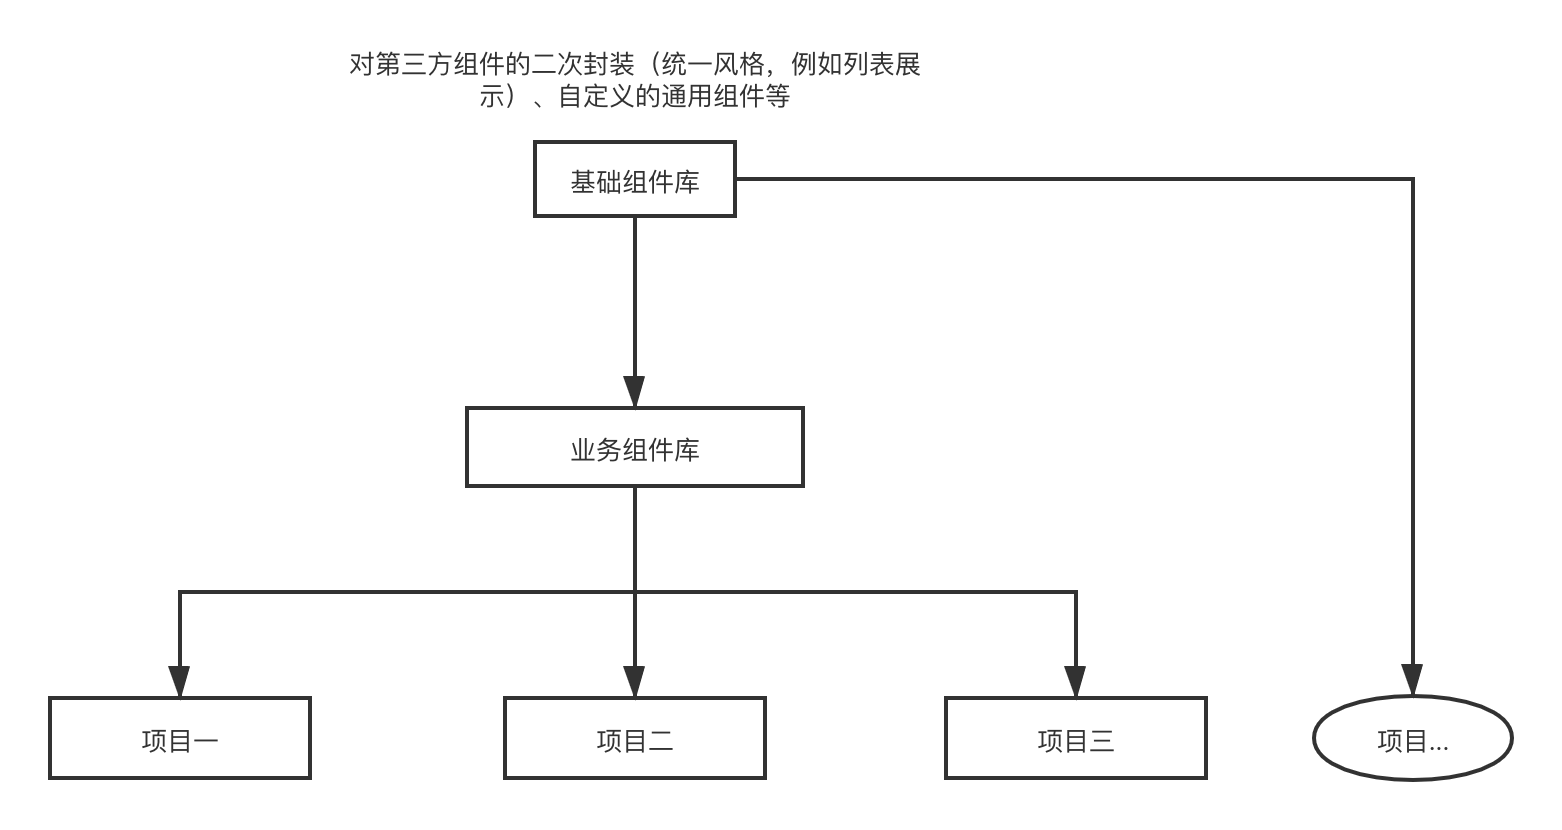 对第三方组件的二次封装（统一风格，例如列表展
示）、自定义的通用组件等
基础组件库
业务组件库
项目一
项目二
项目三
项目...